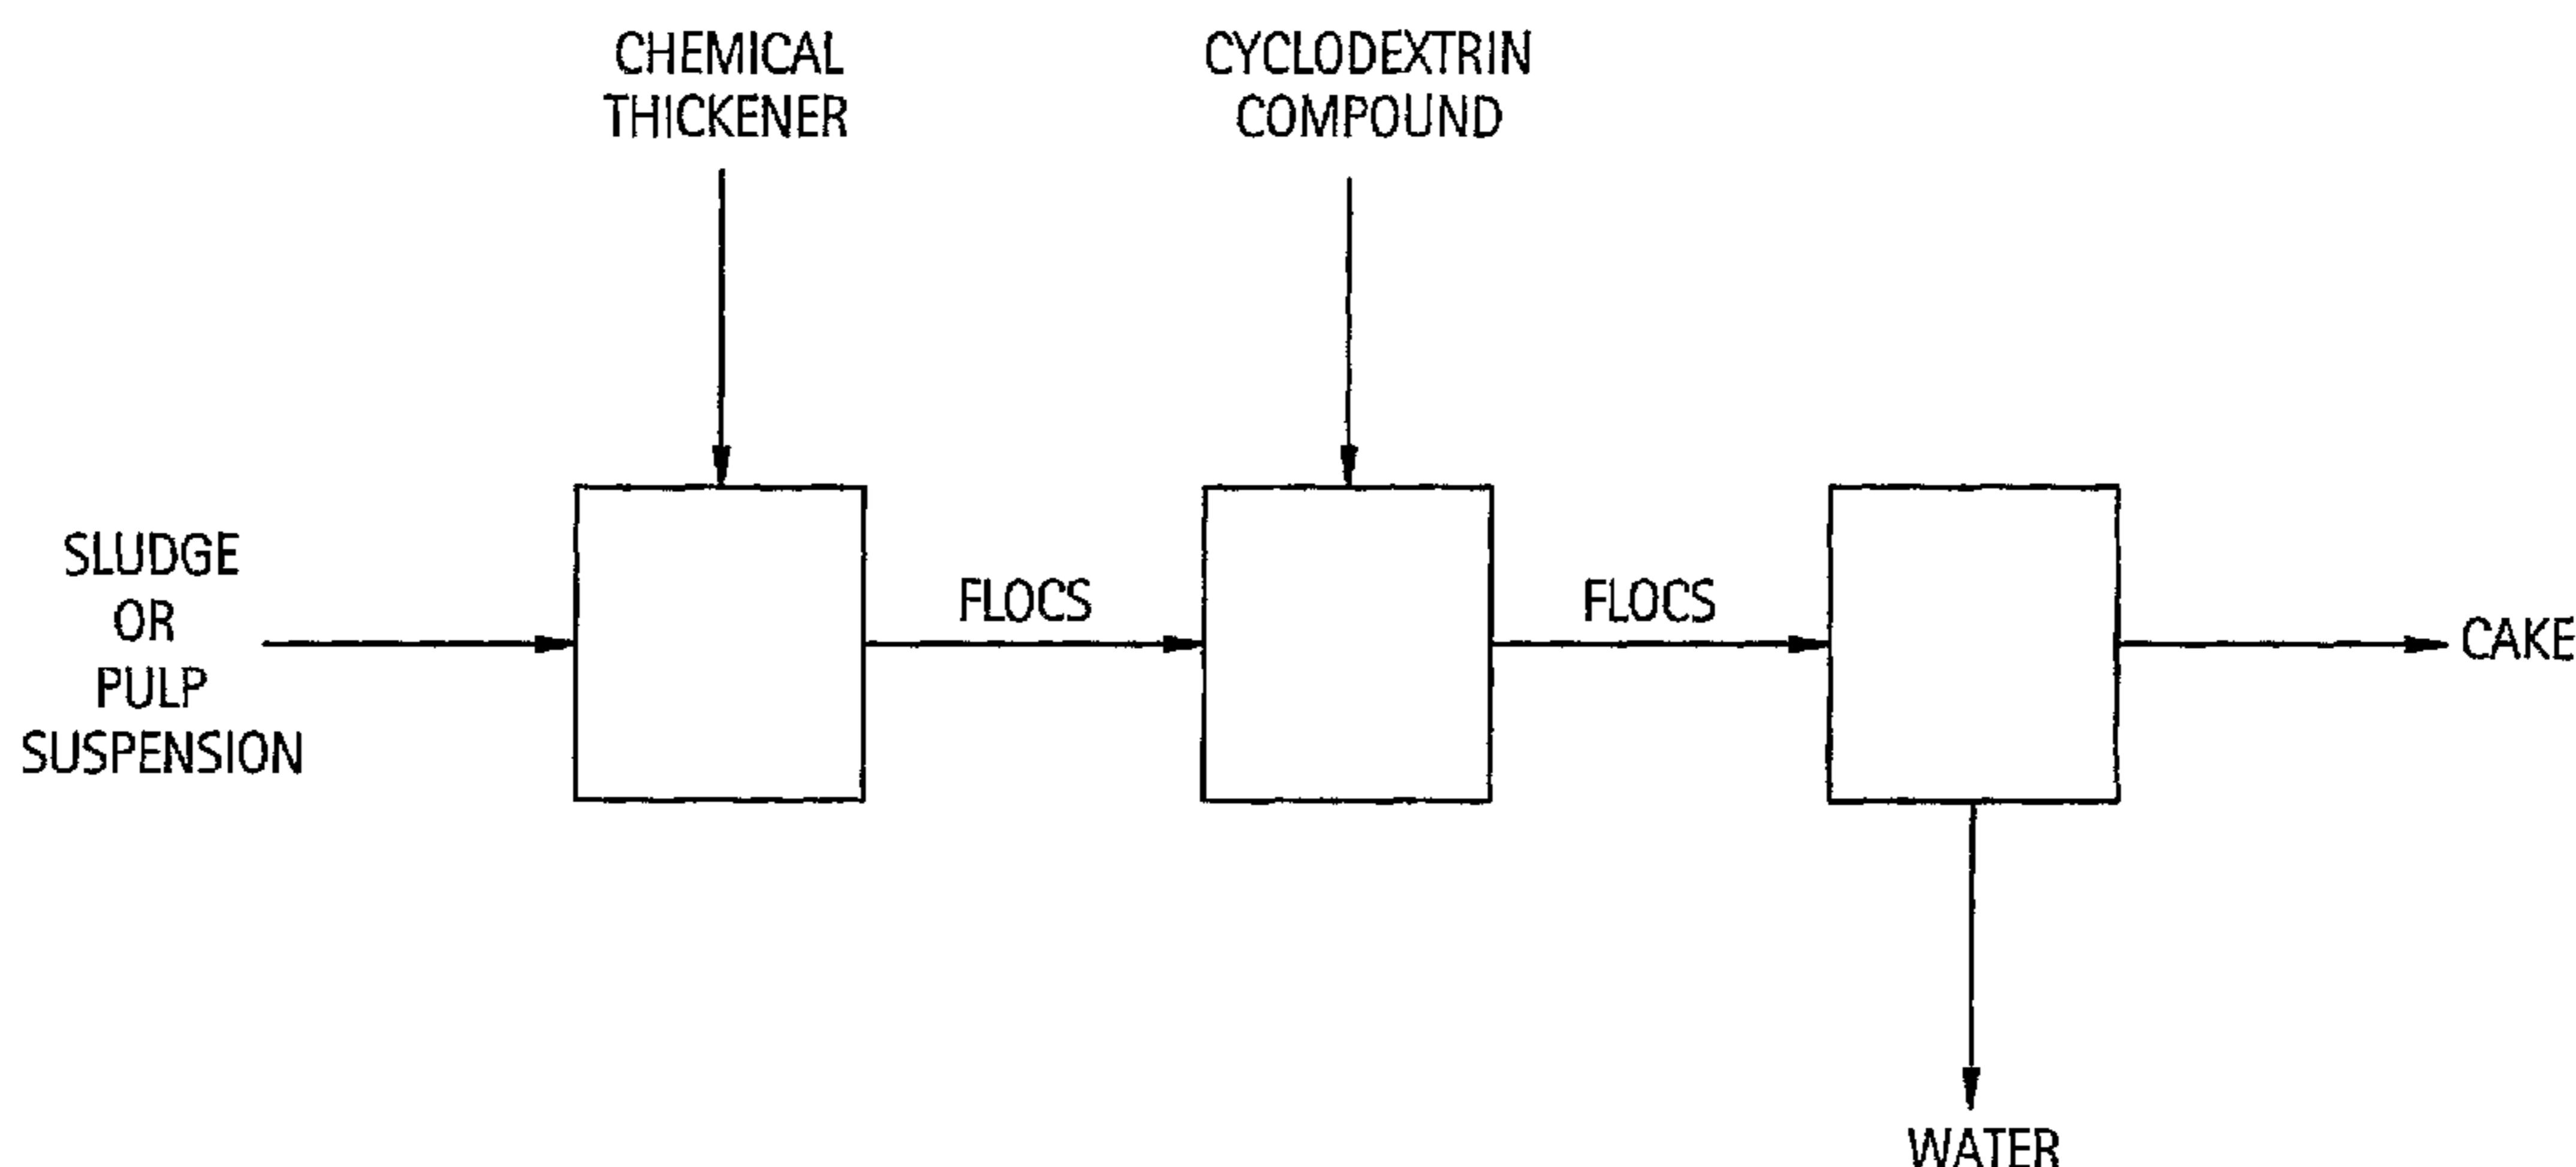 CHEMICAL
THICKENER
CYCLODEXTRIN
COMPOUND
SLUDGE
OR
PULP
SUSPENSION
FLOCS
FLOCS
CAKE
WATER